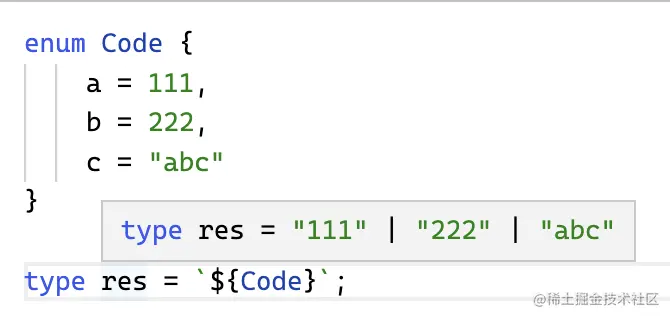 enum Code {
    a = 111,
    b = 222,
    c = "abc"
}
type res = "111" | "222" | "abc"
type res = `${Code}`;
@稀土掘金技术社区